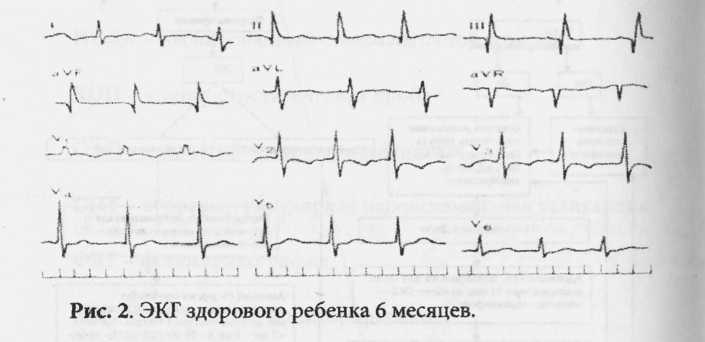 I II III
aVF aVL aVR
V₁ V₂ V₃
V₄ V₅ V₆
Рис. 2. ЭКГ здорового ребенка 6 месяцев.